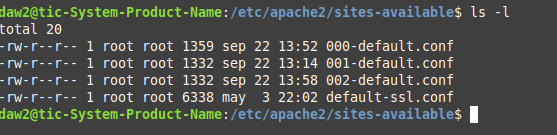 daw2@tic-System-Product-Name:/etc/apache2/sites-available$ ls -l
total 20
-rw-r--r-- 1 root root 1359 sep 22 13:52 000-default.conf
-rw-r--r-- 1 root root 1332 sep 22 13:14 001-default.conf
-rw-r--r-- 1 root root 1332 sep 22 13:58 002-default.conf
-rw-r--r-- 1 root root 6338 may  3 22:02 default-ssl.conf
daw2@tic-System-Product-Name:/etc/apache2/sites-available$